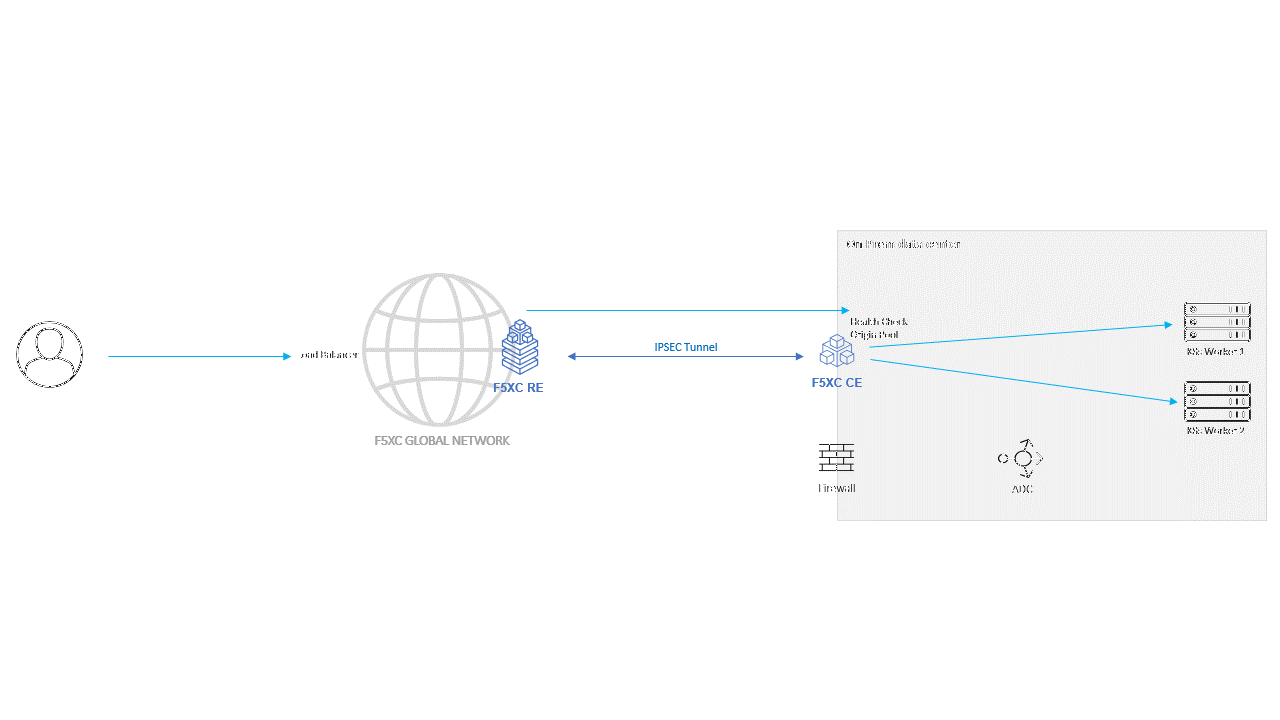 On Prem data center
Health Check
Origin Pool
IPSEC Tunnel
Load Balancer
K8s Worker 1
F5XC RE
F5XC CE
F5XC GLOBAL NETWORK
K8s Worker 2
Firewall
ADC